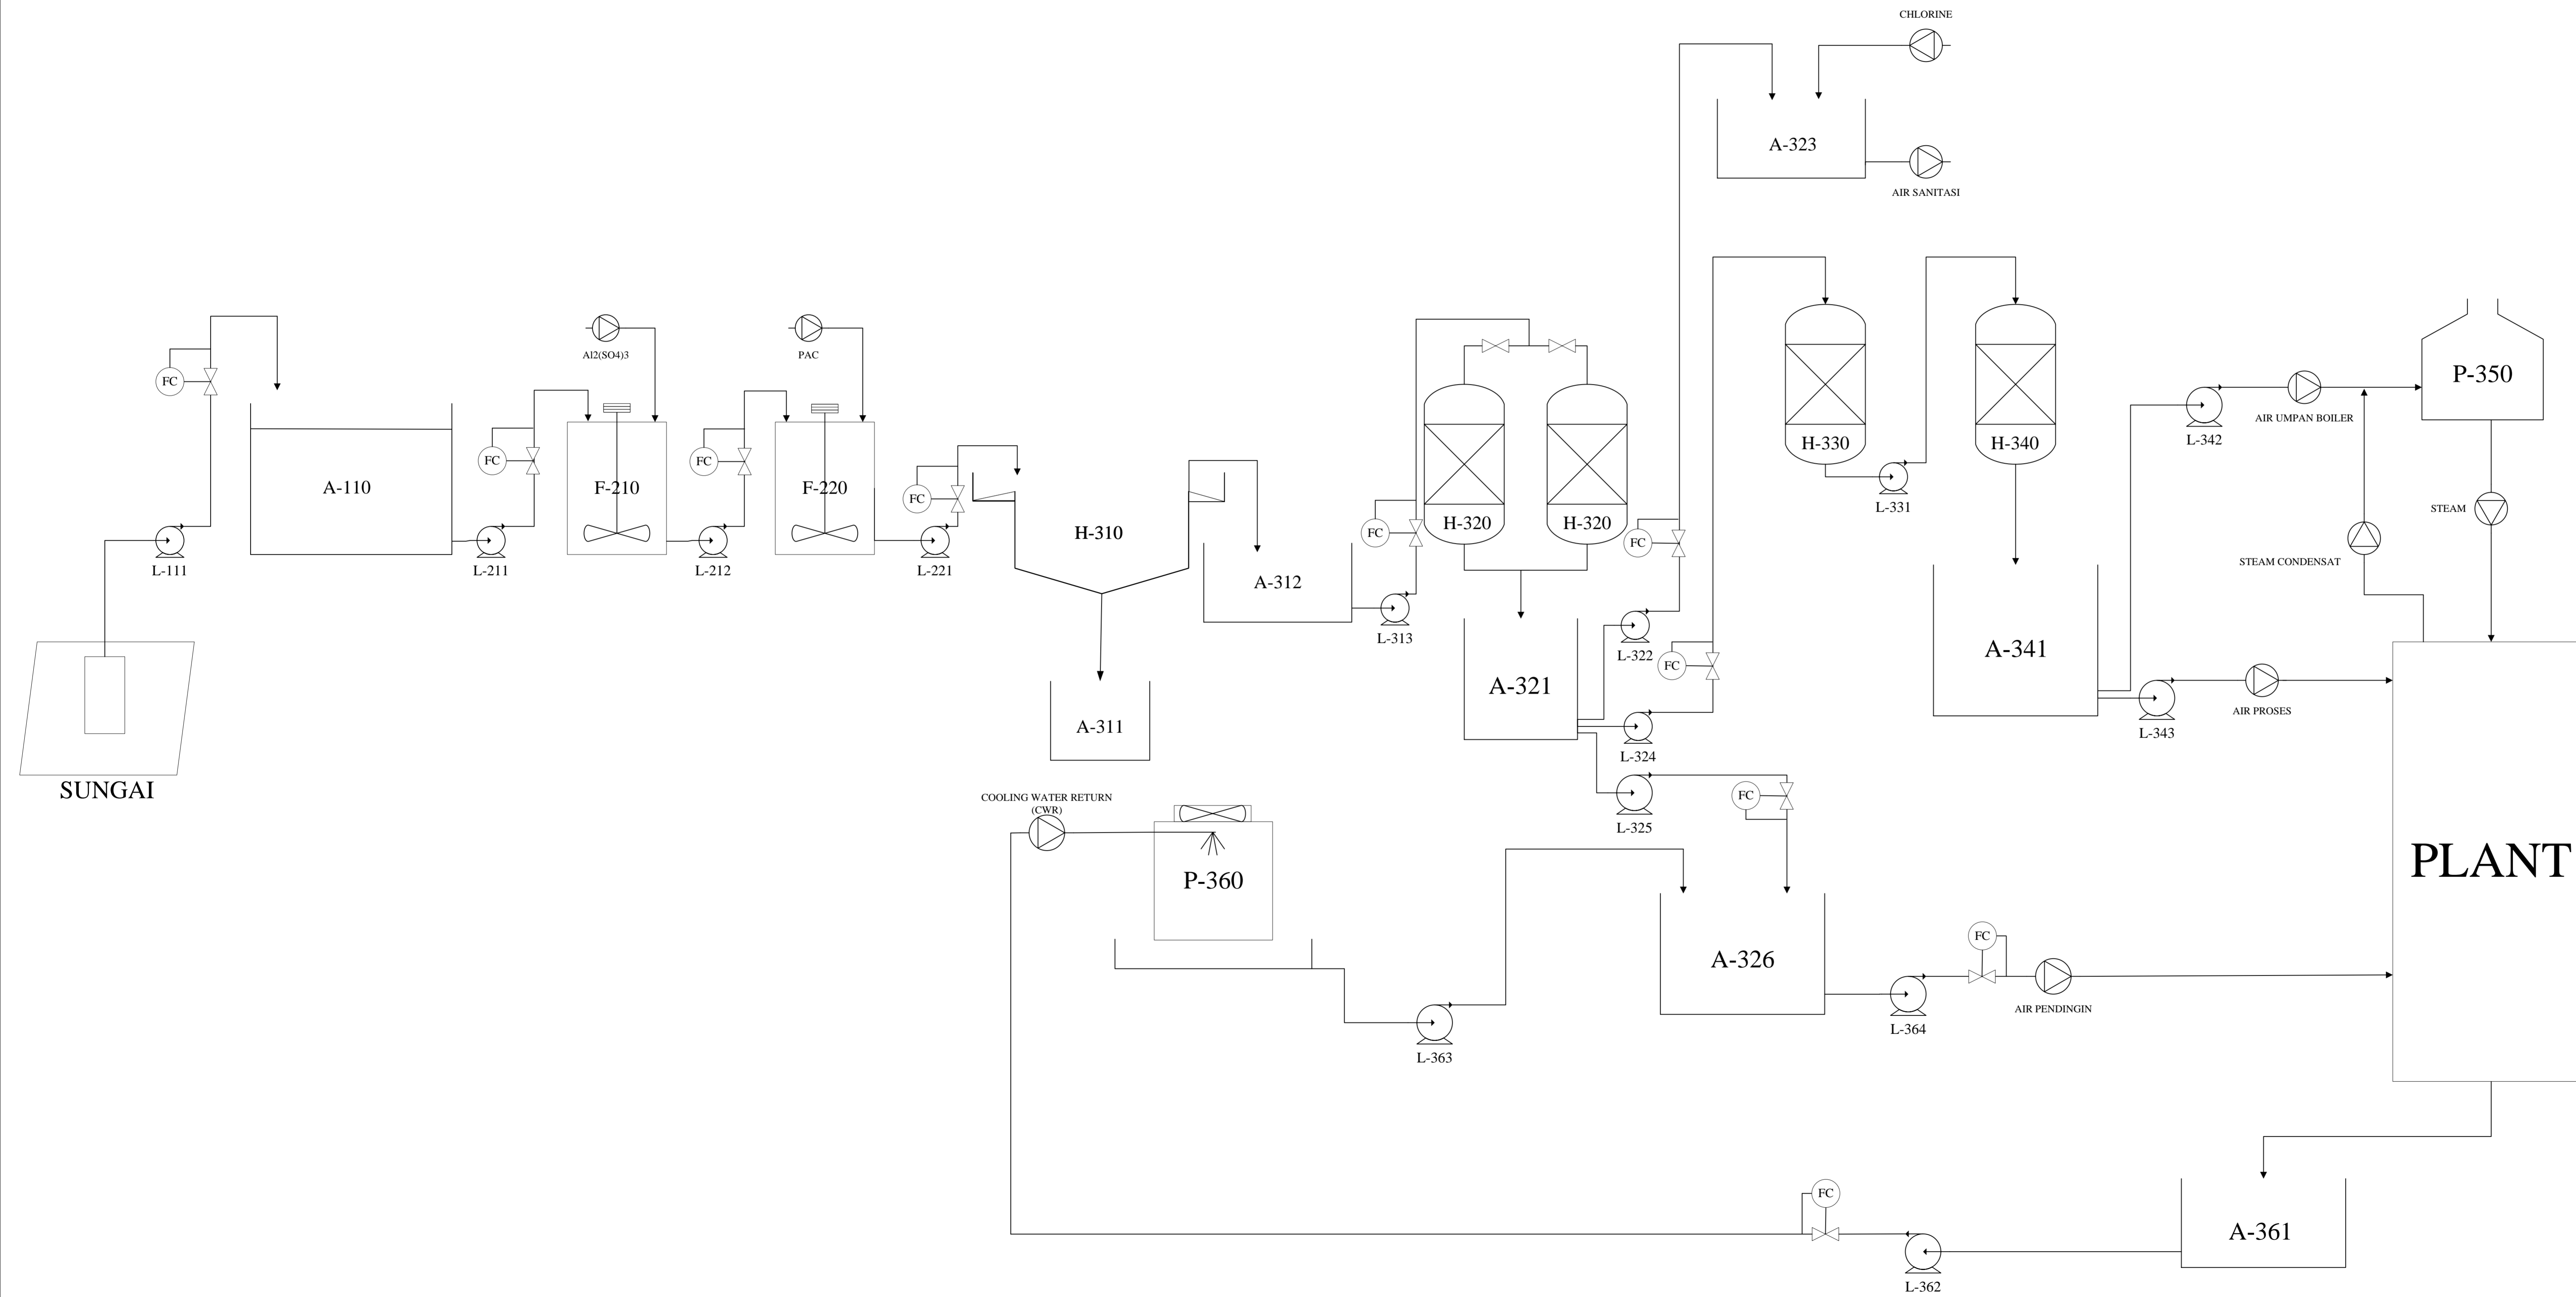 CHLORINE
A-323
AIR SANITASI
Al2(SO4)3
PAC
FC
FC
FC
FC
A-110
F-210
F-220
L-111
L-211
L-212
L-221
SUNGAI
H-310
A-311
A-312
FC
L-313
H-320
H-320
A-321
FC
L-322
FC
L-324
L-325
FC
H-330
L-331
H-340
A-341
L-342
AIR UMPAN BOILER
P-350
STEAM
STEAM CONDENSAT
L-343
AIR PROSES
PLANT
COOLING WATER RETURN
(CWR)
P-360
L-363
A-326
L-364
FC
AIR PENDINGIN
FC
L-362
A-361